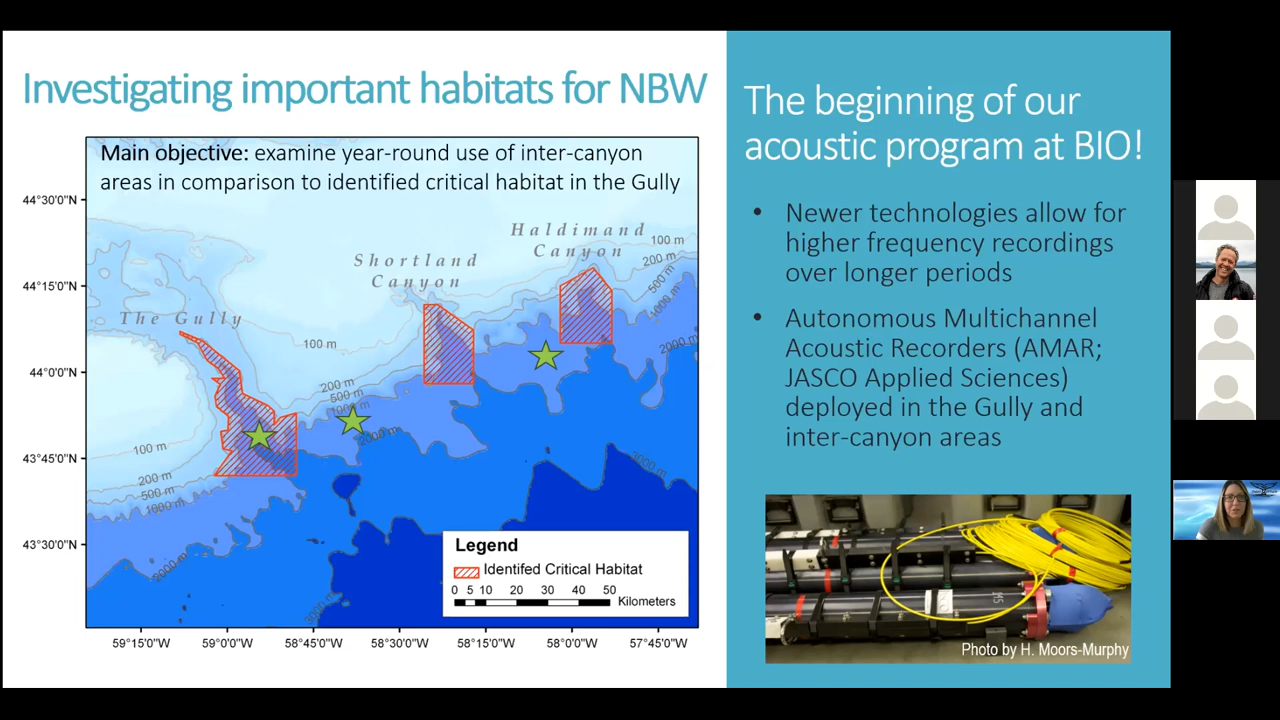 Investigating important habitats for NBW
Main objective: examine year-round use of inter-canyon
areas in comparison to identified critical habitat in the Gully
44°30'0"N
44°15'0"N
44°0'0"N
43°45'0"N
43°30'0"N
Haldimand
Canyon
Shortland
Canyon
The Gully
100 m
200 m
500 m
1000 m
2000 m
100 m
200 m
500 m
1000 m
2000 m
100 m
200 m
500 m
1000 m
2000 m
3000 m
3000 m
Legend
Identifed Critical Habitat
0 5 10 20 30 40 50
Kilometers
59°15'0"W 59°0'0"W 58°45'0"W 58°30'0"W 58°15'0"W 58°0'0"W 57°45'0"W
The beginning of our
acoustic program at BIO!
• Newer technologies allow for
higher frequency recordings
over longer periods
• Autonomous Multichannel
Acoustic Recorders (AMAR;
JASCO Applied Sciences)
deployed in the Gully and
inter-canyon areas
Photo by H. Moors-Murphy